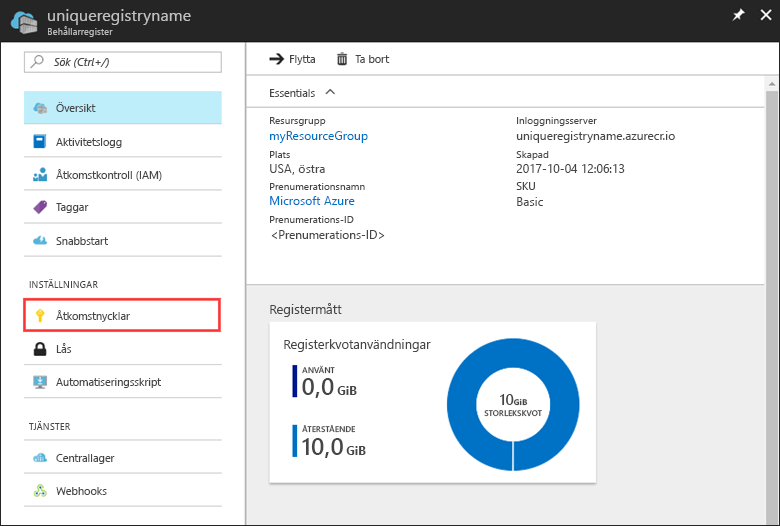 uniqueregistryname
Behållarregister
Sök (Ctrl+/)
Översikt
Aktivitetslogg
Åtkomstkontroll (IAM)
Taggar
Snabbstart
INSTÄLLNINGAR
Åtkomstnycklar
Lås
Automatiseringsskript
TJÄNSTER
Centrallager
Webhooks
Flytta
Ta bort
Essentials
Resursgrupp
myResourceGroup
Plats
USA, östra
Prenumerationsnamn
Microsoft Azure
Prenumerations-ID
<Prenumerations-ID>
Inloggningsserver
uniqueregistryname.azurecr.io
Skapad
2017-10-04 12:06:13
SKU
Basic
Registermått
Registerkvotanvändningar
ANVÄNT
0,0 GiB
ÅTERSTÅENDE
10,0 GiB
10 GiB
STORLEKSKVOT